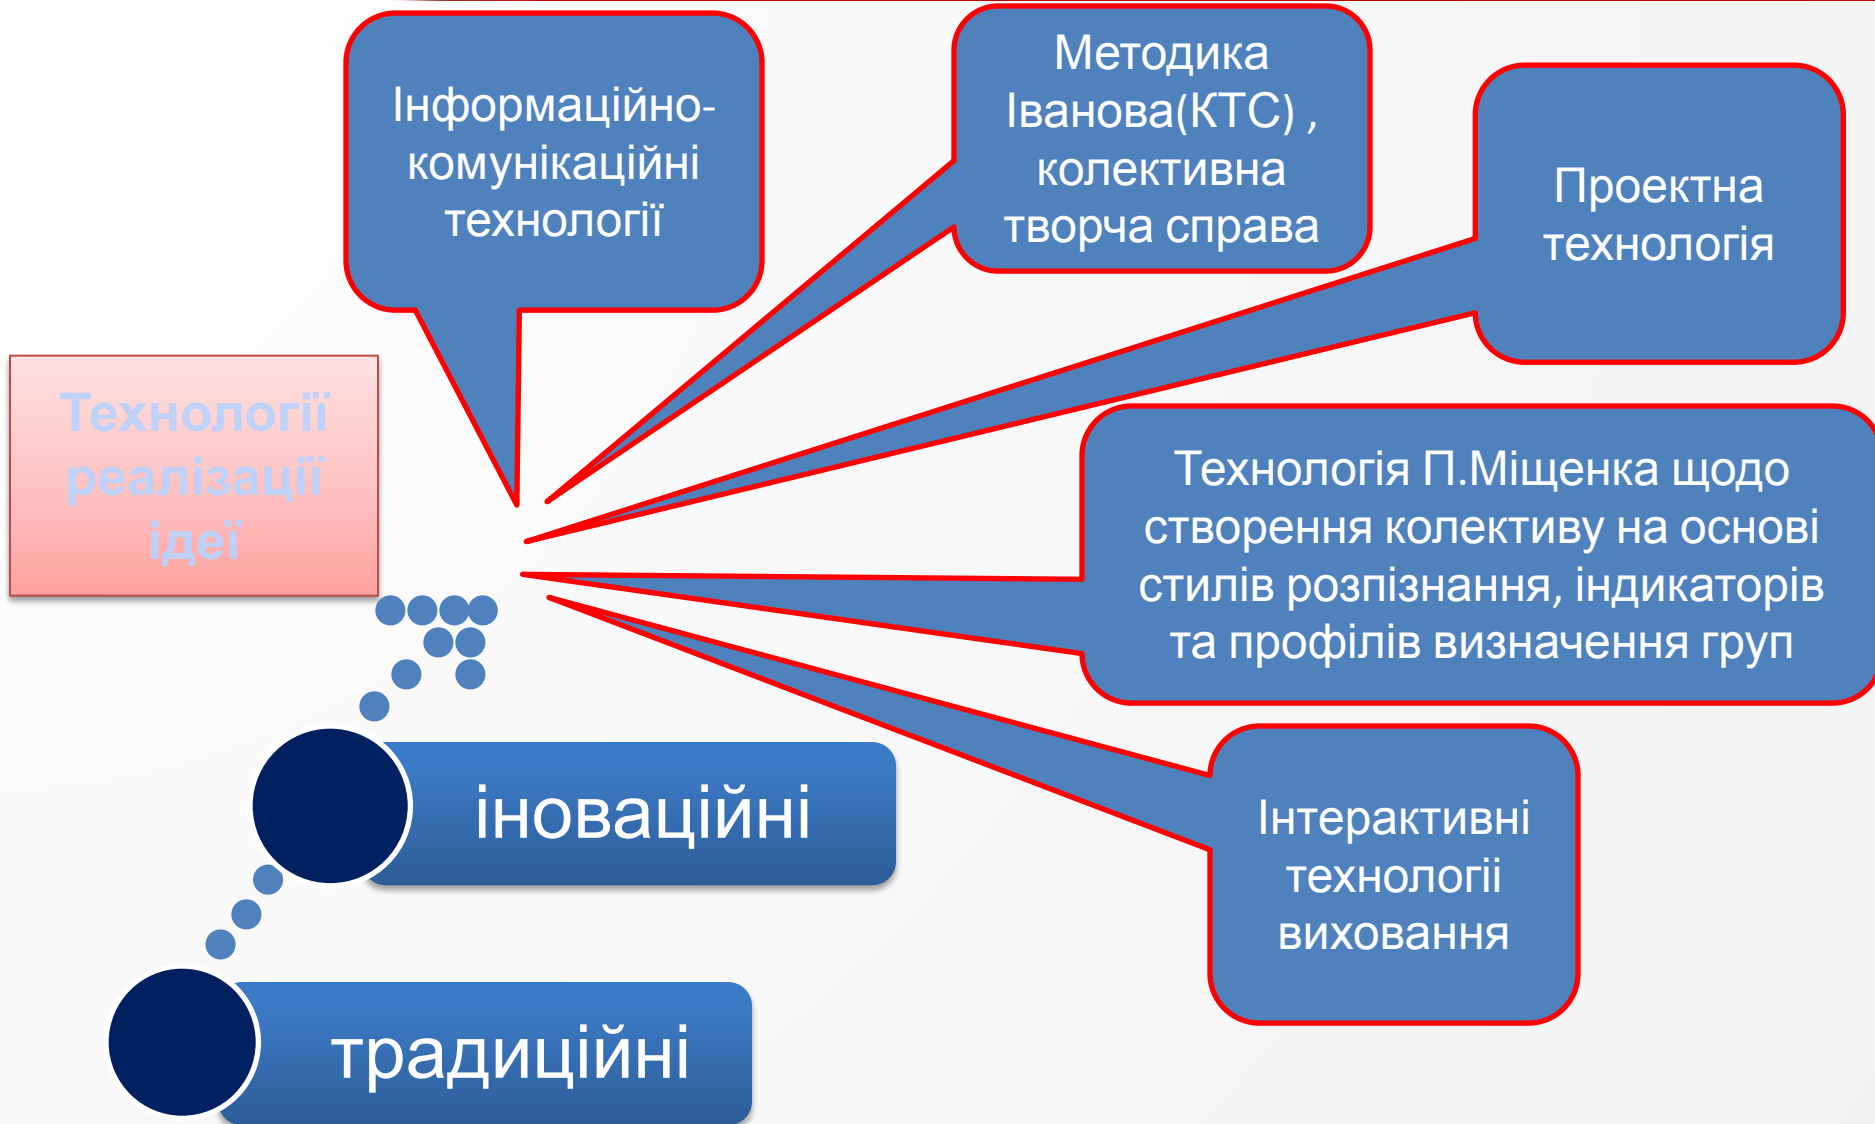 Інформаційно-
комунікаційні
технології
Методика
Іванова(КТС) ,
колективна
творча справа
Проектна
технологія
Технології
реалізації
ідеї
Технологія П.Міщенка щодо
створення колективу на основі
стилів розпізнання, індикаторів
та профілів визначення груп
іноваційні
Інтерактивні
технологіі
виховання
традиційні